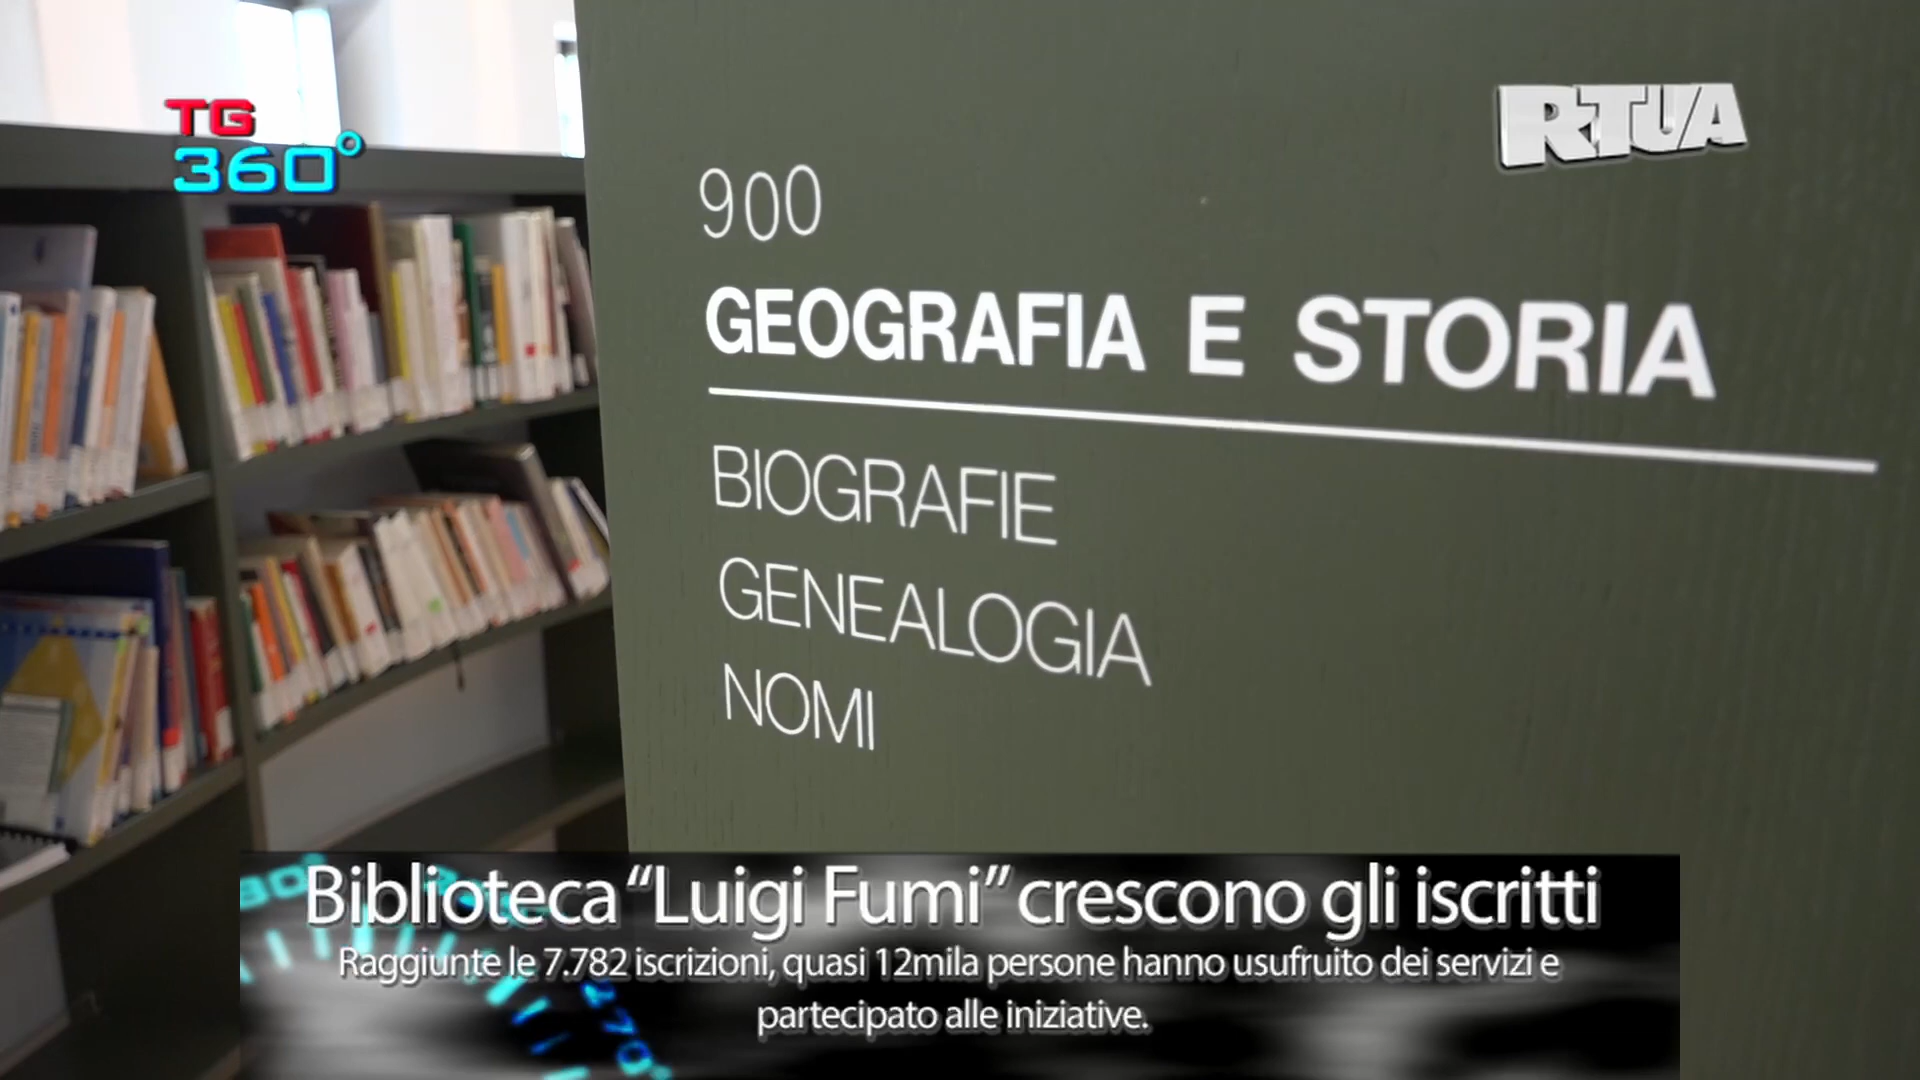 TG
360°
RTUA
900
GEOGRAFIA E STORIA
BIOGRAFIE
GENEALOGIA
NOMI
Biblioteca “Luigi Fumi” crescono gli iscritti
Raggiunte le 7.782 iscrizioni, quasi 12mila persone hanno usufruito dei servizi e
partecipato alle iniziative.
270°